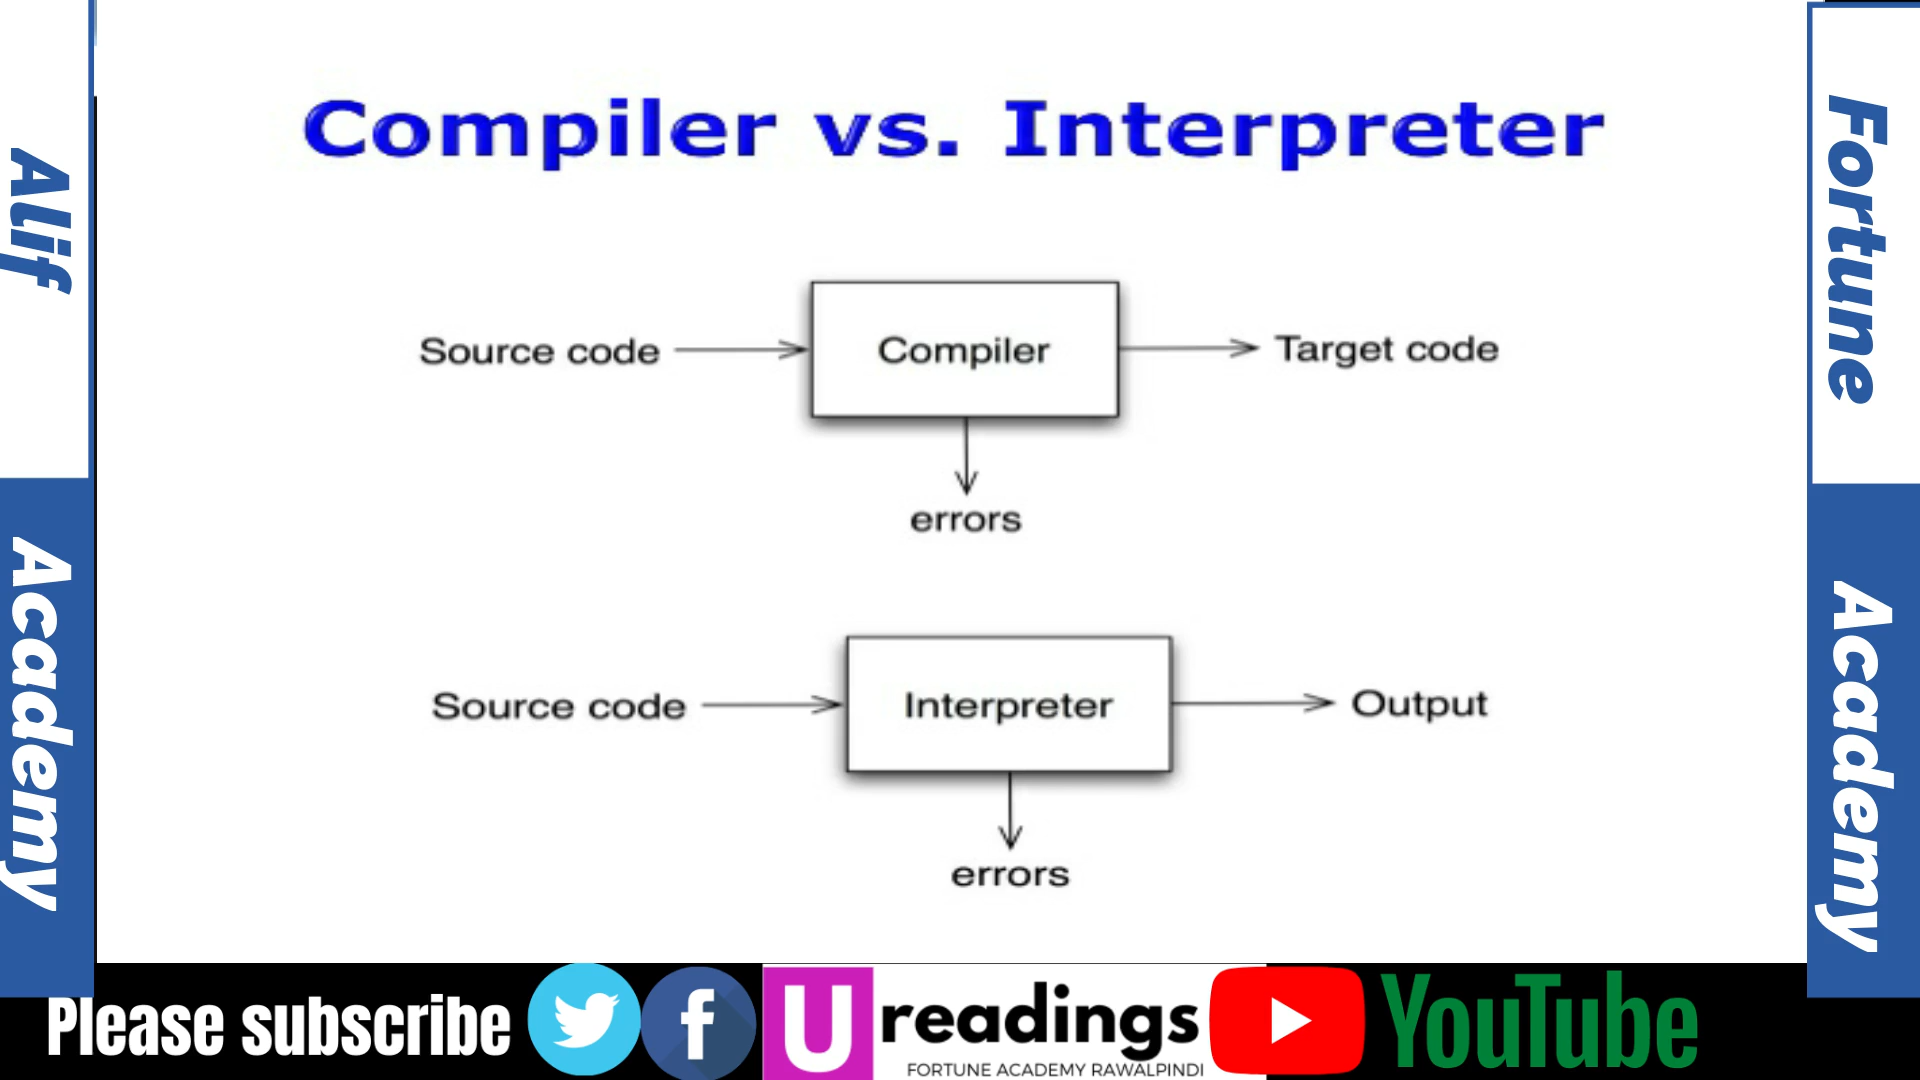 Compiler vs. Interpreter
Source code
Compiler
Target code
errors
Source code
Interpreter
Output
errors
Alif
Academy
Fortune
Academy
Please subscribe
f
U readings
FORTUNE ACADEMY RAWALPINDI
YouTube